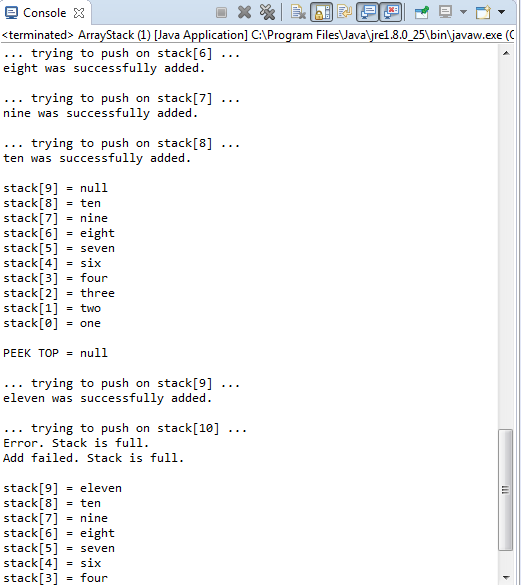 Console
<terminated> ArrayStack (1) [Java Application] C:\Program Files\Java\jre1.8.0_25\bin\javaw.exe (
... trying to push on stack[6] ...
eight was successfully added.
... trying to push on stack[7] ...
nine was successfully added.
... trying to push on stack[8] ...
ten was successfully added.
stack[9] = null
stack[8] = ten
stack[7] = nine
stack[6] = eight
stack[5] = seven
stack[4] = six
stack[3] = four
stack[2] = three
stack[1] = two
stack[0] = one
PEEK TOP = null
... trying to push on stack[9] ...
eleven was successfully added.
... trying to push on stack[10] ...
Error. Stack is full.
Add failed. Stack is full.
stack[9] = eleven
stack[8] = ten
stack[7] = nine
stack[6] = eight
stack[5] = seven
stack[4] = six
stack[3] = four